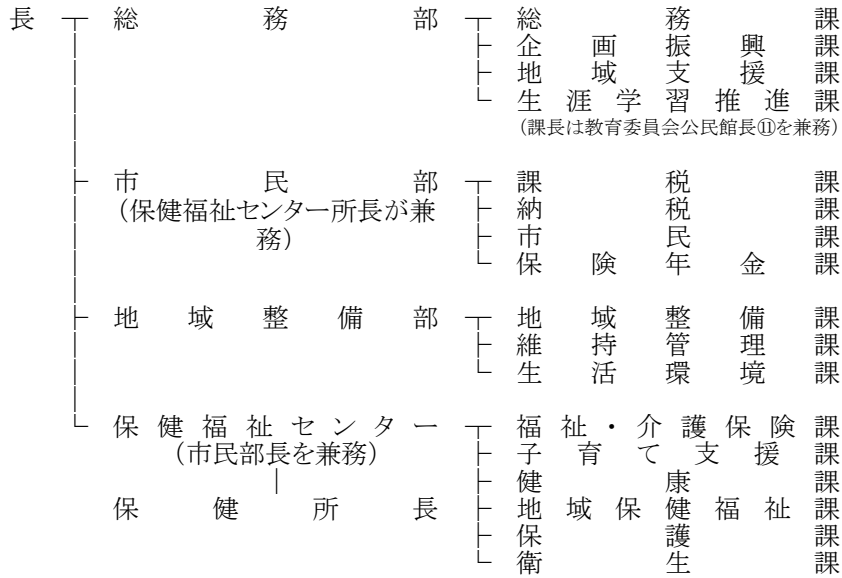 長 総務部 総務課
企画振興課
地域支援課
生涯学習推進課
(課長は教育委員会公民館長⑪を兼務)
市民部 課税課
(保健福祉センター所長が兼 納税課
務) 市民課
保険年金課
地域整備部 地域整備課
維持管理課
生活環境課
保健福祉センター 福祉・介護保険課
(市民部長を兼務) 子育て支援課
健康課
保健所長 地域保健福祉課
保護課
衛生課